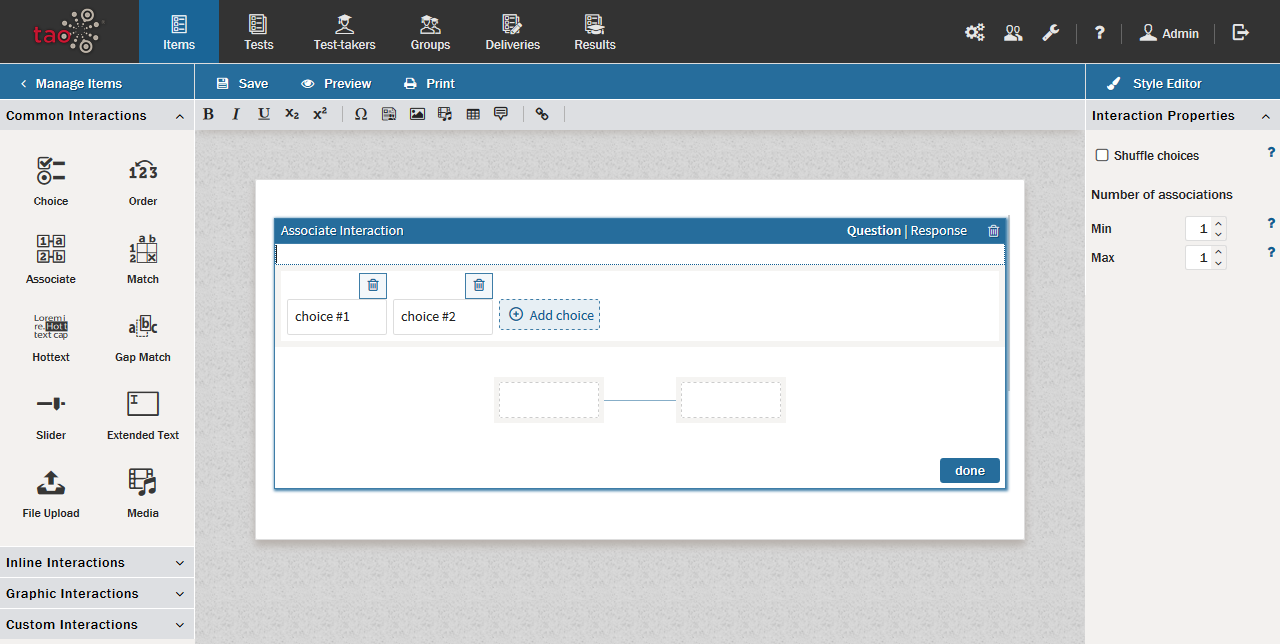 tao
Items
Tests
Test-takers
Groups
Deliveries
Results
?
Admin
Manage Items
Save
Preview
Print
Style Editor
Common Interactions
B I U x₂ x² Ω
Interaction Properties
Choice
Order
Associate
Match
Hottext
Gap Match
Slider
Extended Text
File Upload
Media
Inline Interactions
Graphic Interactions
Custom Interactions
Associate Interaction
Question | Response
choice #1
choice #2
Add choice
done
Shuffle choices ?
Number of associations
Min 1 ?
Max 1 ?